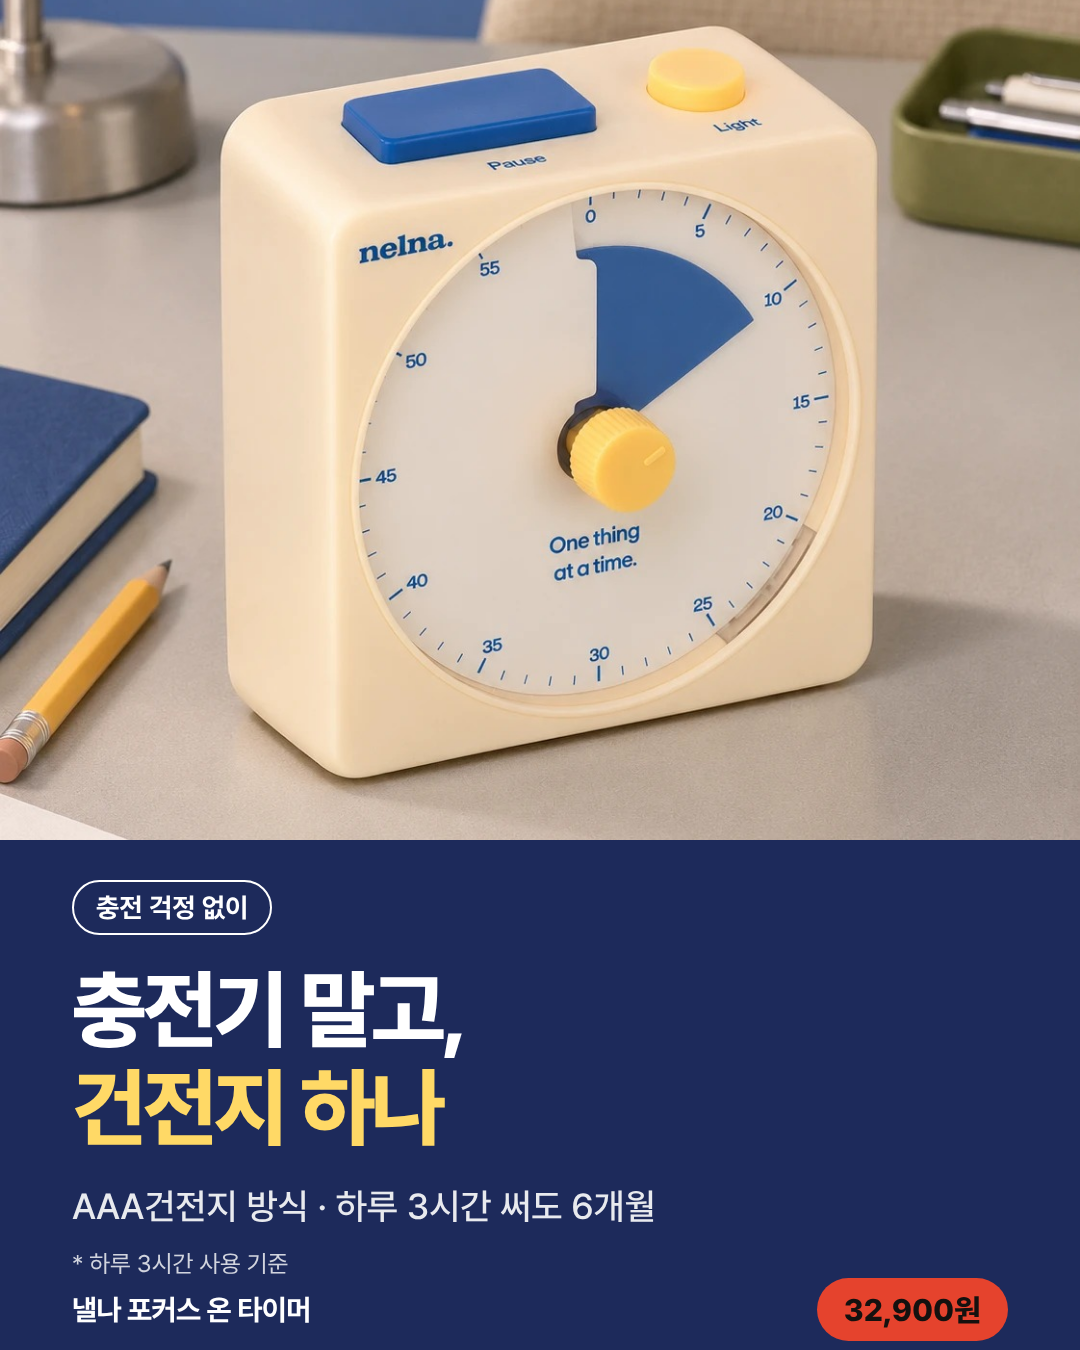 Pause
Light
nelna.
0
5
10
15
20
25
30
35
40
45
50
55
One thing
at a time.
충전 걱정 없이
충전기 말고,
건전지 하나
AAA건전지 방식 · 하루 3시간 써도 6개월
* 하루 3시간 사용 기준
낼나 포커스 온 타이머
32,900원